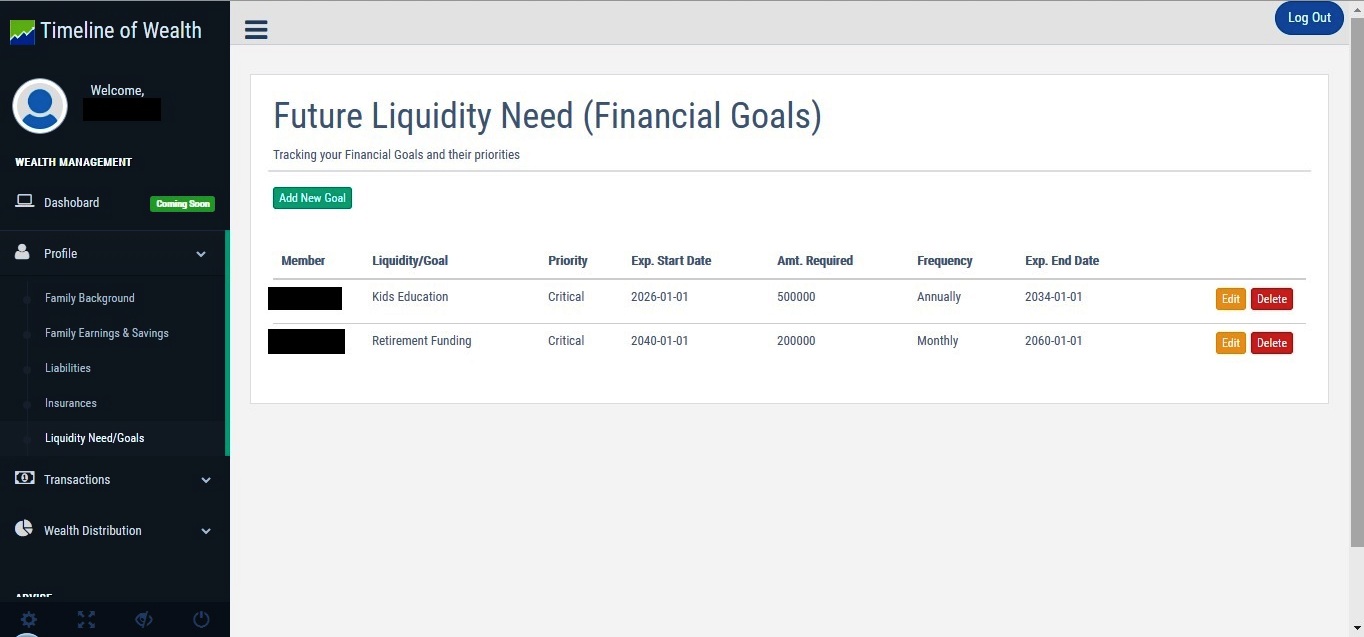 Timeline of Wealth
Log Out
Welcome,
WEALTH MANAGEMENT
Dashobard
Coming Soon
Profile
Family Background
Family Earnings & Savings
Liabilities
Insurances
Liquidity Need/Goals
Transactions
Wealth Distribution
ADVICE
Future Liquidity Need (Financial Goals)
Tracking your Financial Goals and their priorities
Add New Goal
Member Liquidity/Goal Priority Exp. Start Date Amt. Required Frequency Exp. End Date
Kids Education Critical 2026-01-01 500000 Annually 2034-01-01 Edit Delete
Retirement Funding Critical 2040-01-01 200000 Monthly 2060-01-01 Edit Delete